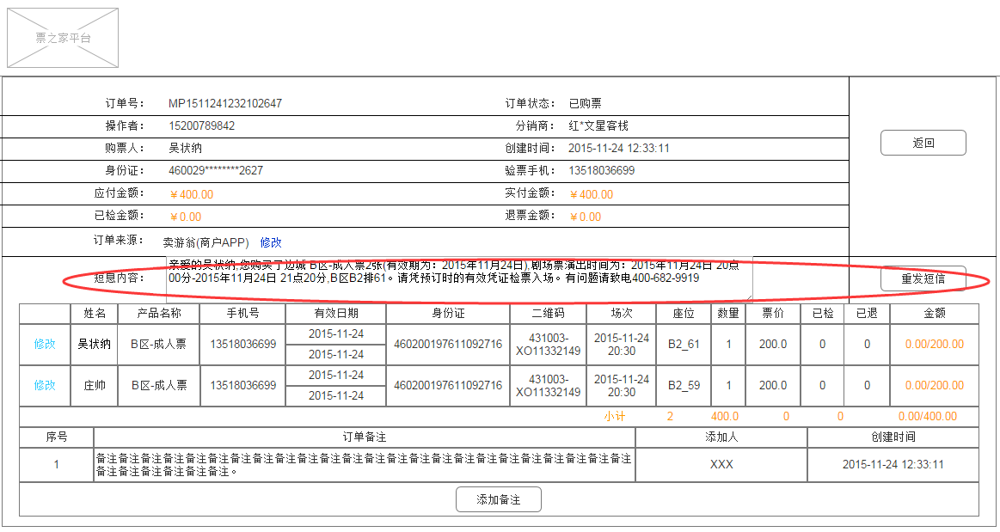 票之家平台
订单号： MP1511241232102647 订单状态： 已购票
操作者： 15200789842 分销商： 红*文星客栈
购票人： 吴状纳 创建时间： 2015-11-24 12:33:11
返回
身份证： 460029********2627 验票手机： 13518036699
应付金额： ￥400.00 实付金额： ￥400.00
已检金额： ￥0.00 退票金额： ￥0.00
订单来源： 卖游翁(商户APP) 修改
短息内容： 亲爱的吴状纳,您购买了边城 B区-成人票2张(有效期为：2015年11月24日),剧场票演出时间为：2015年11月24日 20点
00分-2015年11月24日 21点20分,B区B2排61。请凭预订时的有效凭证检票入场。有问题请致电400-682-9919
重发短信
姓名 产品名称 手机号 有效日期 身份证 二维码 场次 座位 数量 票价 已检 已退 金额
修改 吴状纳 B区-成人票 13518036699 2015-11-24 2015-11-24 460200197611092716 431003-XO11332149 2015-11-24 20:30 B2_61 1 200.0 0 0 0.00/200.00
修改 庄帅 B区-成人票 13518036699 2015-11-24 2015-11-24 460200197611092716 431003-XO11332149 2015-11-24 20:30 B2_59 1 200.0 0 0 0.00/200.00
小计 2 400.0 0 0 0.00/400.00
序号 订单备注 添加人 创建时间
1 备注备注备注备注备注备注备注备注备注备注备注备注备注备注备注备注备注备注备注备注备注备注备注备注
备注备注备注备注备注备注。
XXX 2015-11-24 12:33:11
添加备注